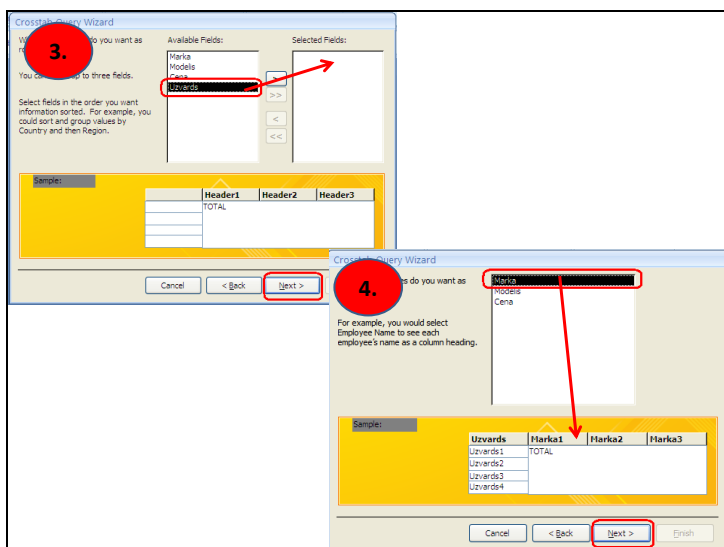 Crosstab Query Wizard
3.
do you want as
Available Fields:
Selected Fields:
You can
up to three fields.
Select fields in the order you want
information sorted. For example, you
could sort and group values by
Country and then Region.
Marka
Modelis
Cena
Uzvards
>
>>
<
<<
Sample:
Header1 Header2 Header3
TOTAL
Cancel < Back Next >
Crosstab Query Wizard
4.
do you want as
For example, you would select
Employee Name to see each
employee's name as a column heading.
Marka
Modelis
Cena
Sample:
Uzvards Marka1 Marka2 Marka3
Uzvards1 TOTAL
Uzvards2
Uzvards3
Uzvards4
Cancel < Back Next > Finish